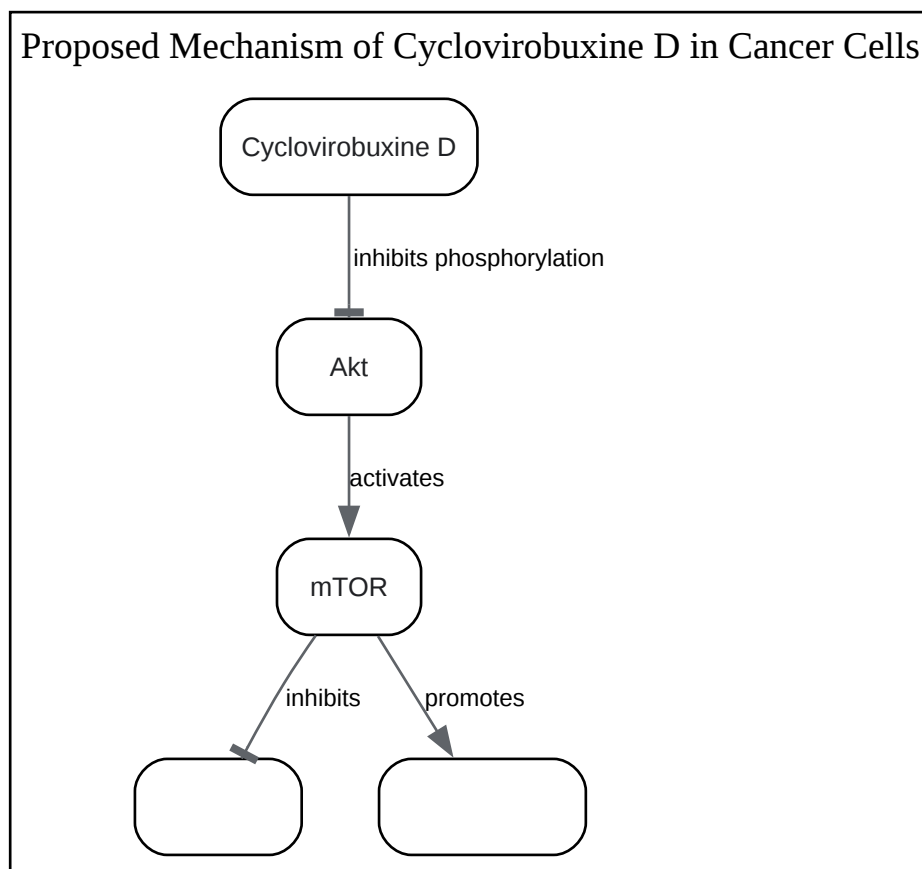 Proposed Mechanism of Cyclovirobuxine D in Cancer Cells
Cyclovirobuxine D
inhibits phosphorylation
Akt
activates
mTOR
inhibits
promotes